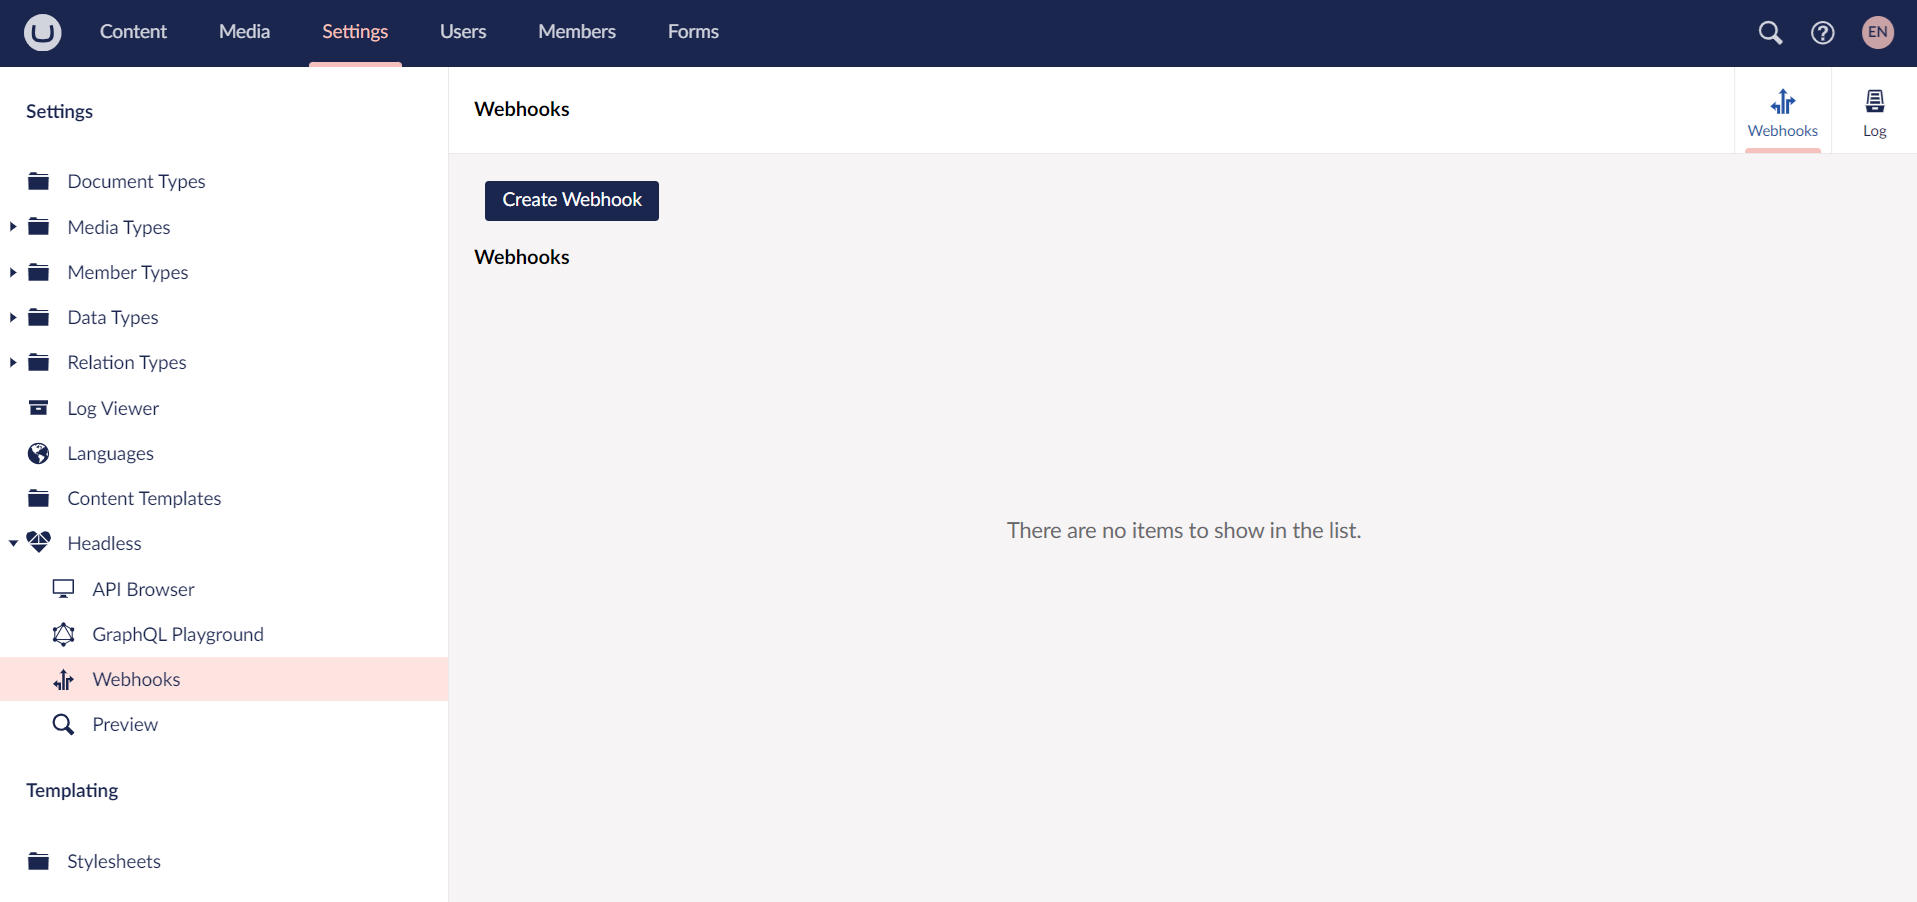 Content Media Settings Users Members Forms EN
Settings
Document Types
Media Types
Member Types
Data Types
Relation Types
Log Viewer
Languages
Content Templates
Headless
API Browser
GraphQL Playground
Webhooks
Preview
Templating
Stylesheets
Webhooks
Webhooks
Log
Create Webhook
Webhooks
There are no items to show in the list.